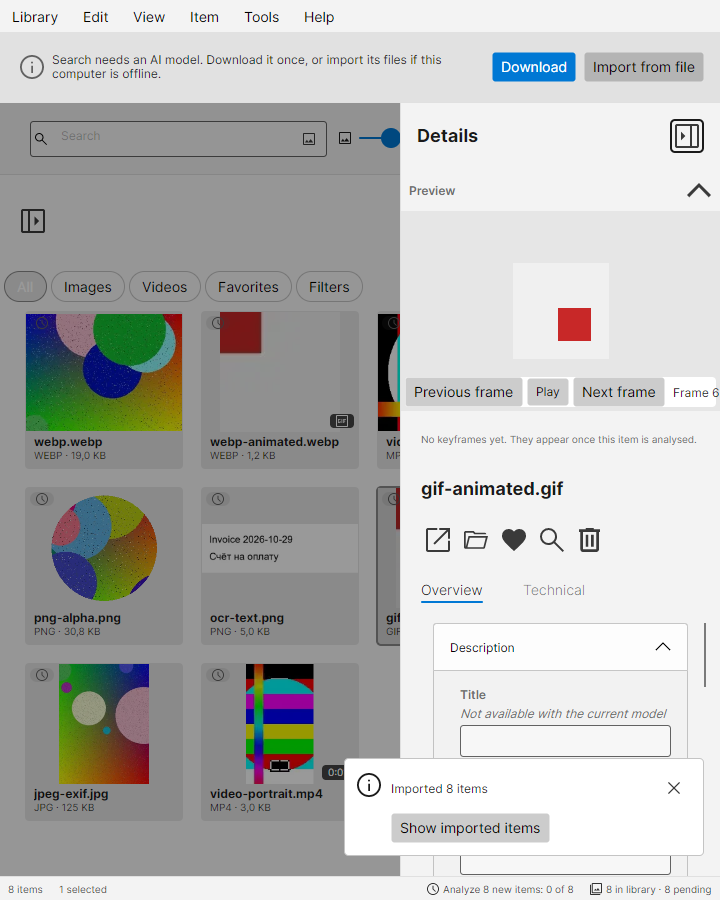 Library Edit View Item Tools Help
Search needs an AI model. Download it once, or import its files if this
computer is offline.
Download
Import from file
Search
Details
Preview
All Images Videos Favorites Filters
Previous frame Play Next frame Frame 6
GIF
webp.webp
WEBP · 19,0 KB
webp-animated.webp
WEBP · 1,2 KB
No keyframes yet. They appear once this item is analysed.
gif-animated.gif
Invoice 2026-10-29
Счёт на оплату
Overview Technical
png-alpha.png
PNG · 30,8 KB
ocr-text.png
PNG · 5,0 KB
gif
GIF
Description
Title
Not available with the current model
jpeg-exif.jpg
JPG · 125 KB
video-portrait.mp4
MP4 · 3,0 KB
Imported 8 items
Show imported items
8 items 1 selected
Analyze 8 new items: 0 of 8
8 in library · 8 pending